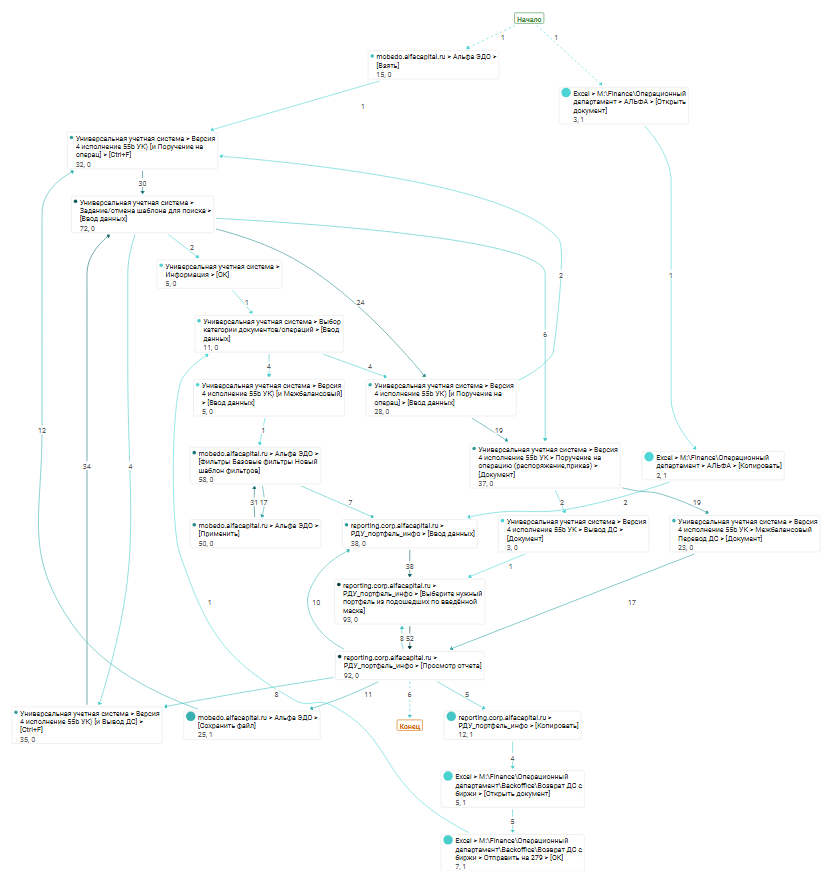 Начало
1
1
mobedo.alfacapital.ru > Альфа ЭДО >
[Взять]
15, 0
Excel > M:\Finance\Операционный
департамент > АЛЬФА > [Открыть
документ]
3, 1
1
Универсальная учетная система > Версия
4 исполнение 55b УК) [и Поручение на
операц] > [Ctrl+F]
32, 0
30
Универсальная учетная система >
Задание/отмена шаблона для поиска >
[Ввод данных]
72, 0
2
Универсальная учетная система >
Информация > [OK]
5, 0
2
1
24
1
6
Универсальная учетная система > Выбор
категории документов/операций > [Ввод
данных]
11, 0
4
4
Универсальная учетная система > Версия
4 исполнение 55b УК) [и Межбалансовый]
> [Ввод данных]
5, 0
Универсальная учетная система > Версия
4 исполнение 55b УК) [и Поручение на
операц] > [Ввод данных]
28, 0
12
1
19
34
4
mobedo.alfacapital.ru > Альфа ЭДО >
[Фильтры Базовые фильтры Новый
шаблон фильтров]
58, 0
Универсальная учетная система > Версия
4 исполнение 55b УК > Поручение на
операцию (распоряжение,приказ) >
[Документ]
37, 0
Excel > M:\Finance\Операционный
департамент > АЛЬФА > [Копировать]
2, 1
31 17
7
2
2
19
mobedo.alfacapital.ru > Альфа ЭДО >
[Применить]
50, 0
reporting.corp.alfacapital.ru >
РДУ_портфель_инфо > [Ввод данных]
38, 0
Универсальная учетная система > Версия
4 исполнение 55b УК > Вывод ДС >
[Документ]
3, 0
Универсальная учетная система > Версия
4 исполнение 55b УК > Межбалансовый
Перевод ДС > [Документ]
23, 0
38
1
reporting.corp.alfacapital.ru >
РДУ_портфель_инфо > [Выберите нужный
портфель из подошедших по введённой
маске]
93, 0
1
10
17
8 52
reporting.corp.alfacapital.ru >
РДУ_портфель_инфо > [Просмотр отчета]
92, 0
8
11
6
5
Универсальная учетная система > Версия
4 исполнение 55b УК) [и Вывод ДС] >
[Ctrl+F]
35, 0
mobedo.alfacapital.ru > Альфа ЭДО >
[Сохранить файл]
25, 1
Конец
reporting.corp.alfacapital.ru >
РДУ_портфель_инфо > [Копировать]
12, 1
4
Excel > M:\Finance\Операционный
департамент\Backoffice\Возврат ДС с
биржи > [Открыть документ]
5, 1
5
Excel > M:\Finance\Операционный
департамент\Backoffice\Возврат ДС с
биржи > Отправить на 279 > [OK]
7, 1